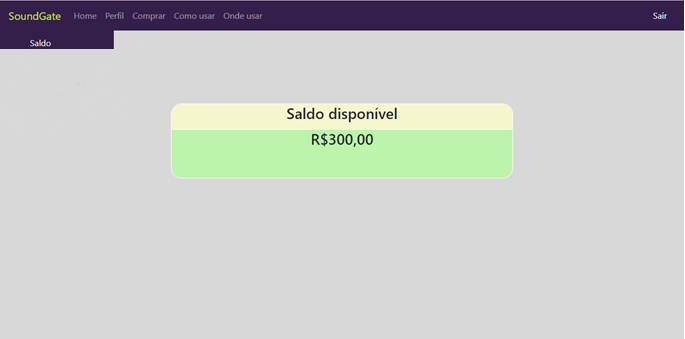 SoundGate Home Perfil Comprar Como usar Onde usar Sair
Saldo
Saldo disponível
R$300,00